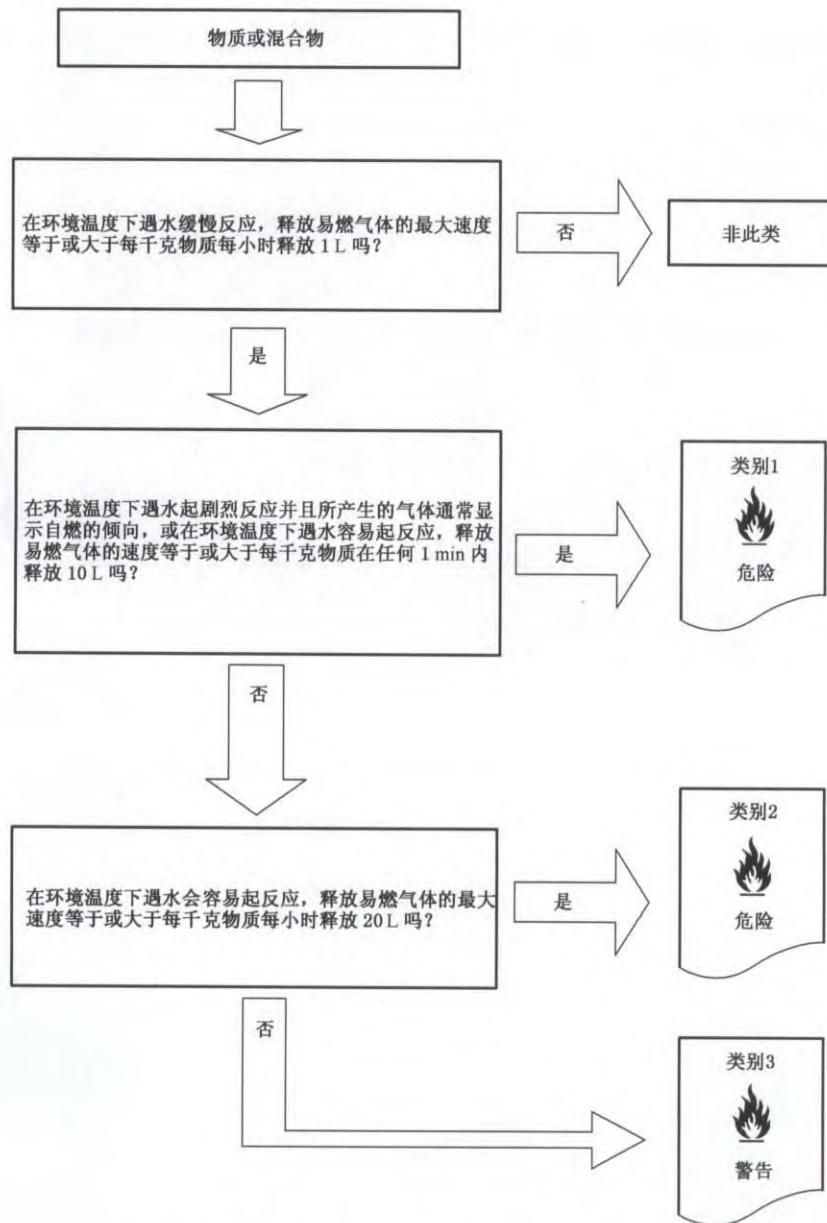 物质或混合物
在环境温度下遇水缓慢反应，释放易燃气体的最大速度
等于或大于每千克物质每小时释放 1 L 吗？
否
非此类
是
在环境温度下遇水起剧烈反应并且所产生的气体通常显
示自燃的倾向，或在环境温度下遇水容易起反应，释放
易燃气体的速度等于或大于每千克物质在任何 1 min 内
释放 10 L 吗？
是
类别1
危险
否
在环境温度下遇水会容易起反应，释放易燃气体的最大
速度等于或大于每千克物质每小时释放 20 L 吗？
是
类别2
危险
否
类别3
警告